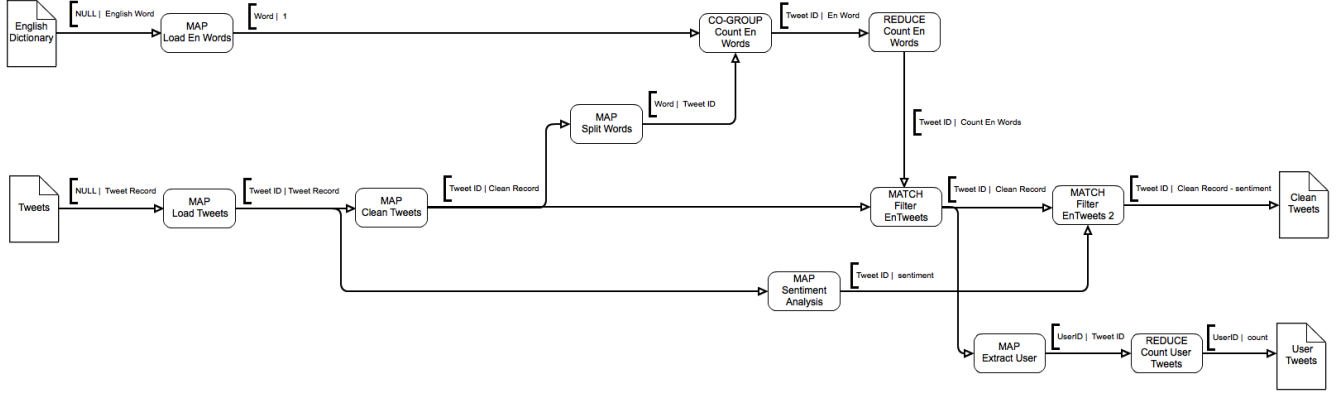 English
Dictionary
NULL | English Word
MAP
Load En Words
Word | 1
CO-GROUP
Count En
Words
Tweet ID | En Word
REDUCE
Count En
Words
MAP
Split Words
Word | Tweet ID
Tweet ID | Count En Words
Tweets
NULL | Tweet Record
MAP
Load Tweets
Tweet ID | Tweet Record
MAP
Clean Tweets
Tweet ID | Clean Record
MATCH
Filter
EnTweets
Tweet ID | Clean Record
MATCH
Filter
EnTweets 2
Tweet ID | Clean Record - sentiment
Clean
Tweets
MAP
Sentiment
Analysis
Tweet ID | sentiment
MAP
Extract User
UserID | Tweet ID
REDUCE
Count User
Tweets
UserID | count
User
Tweets